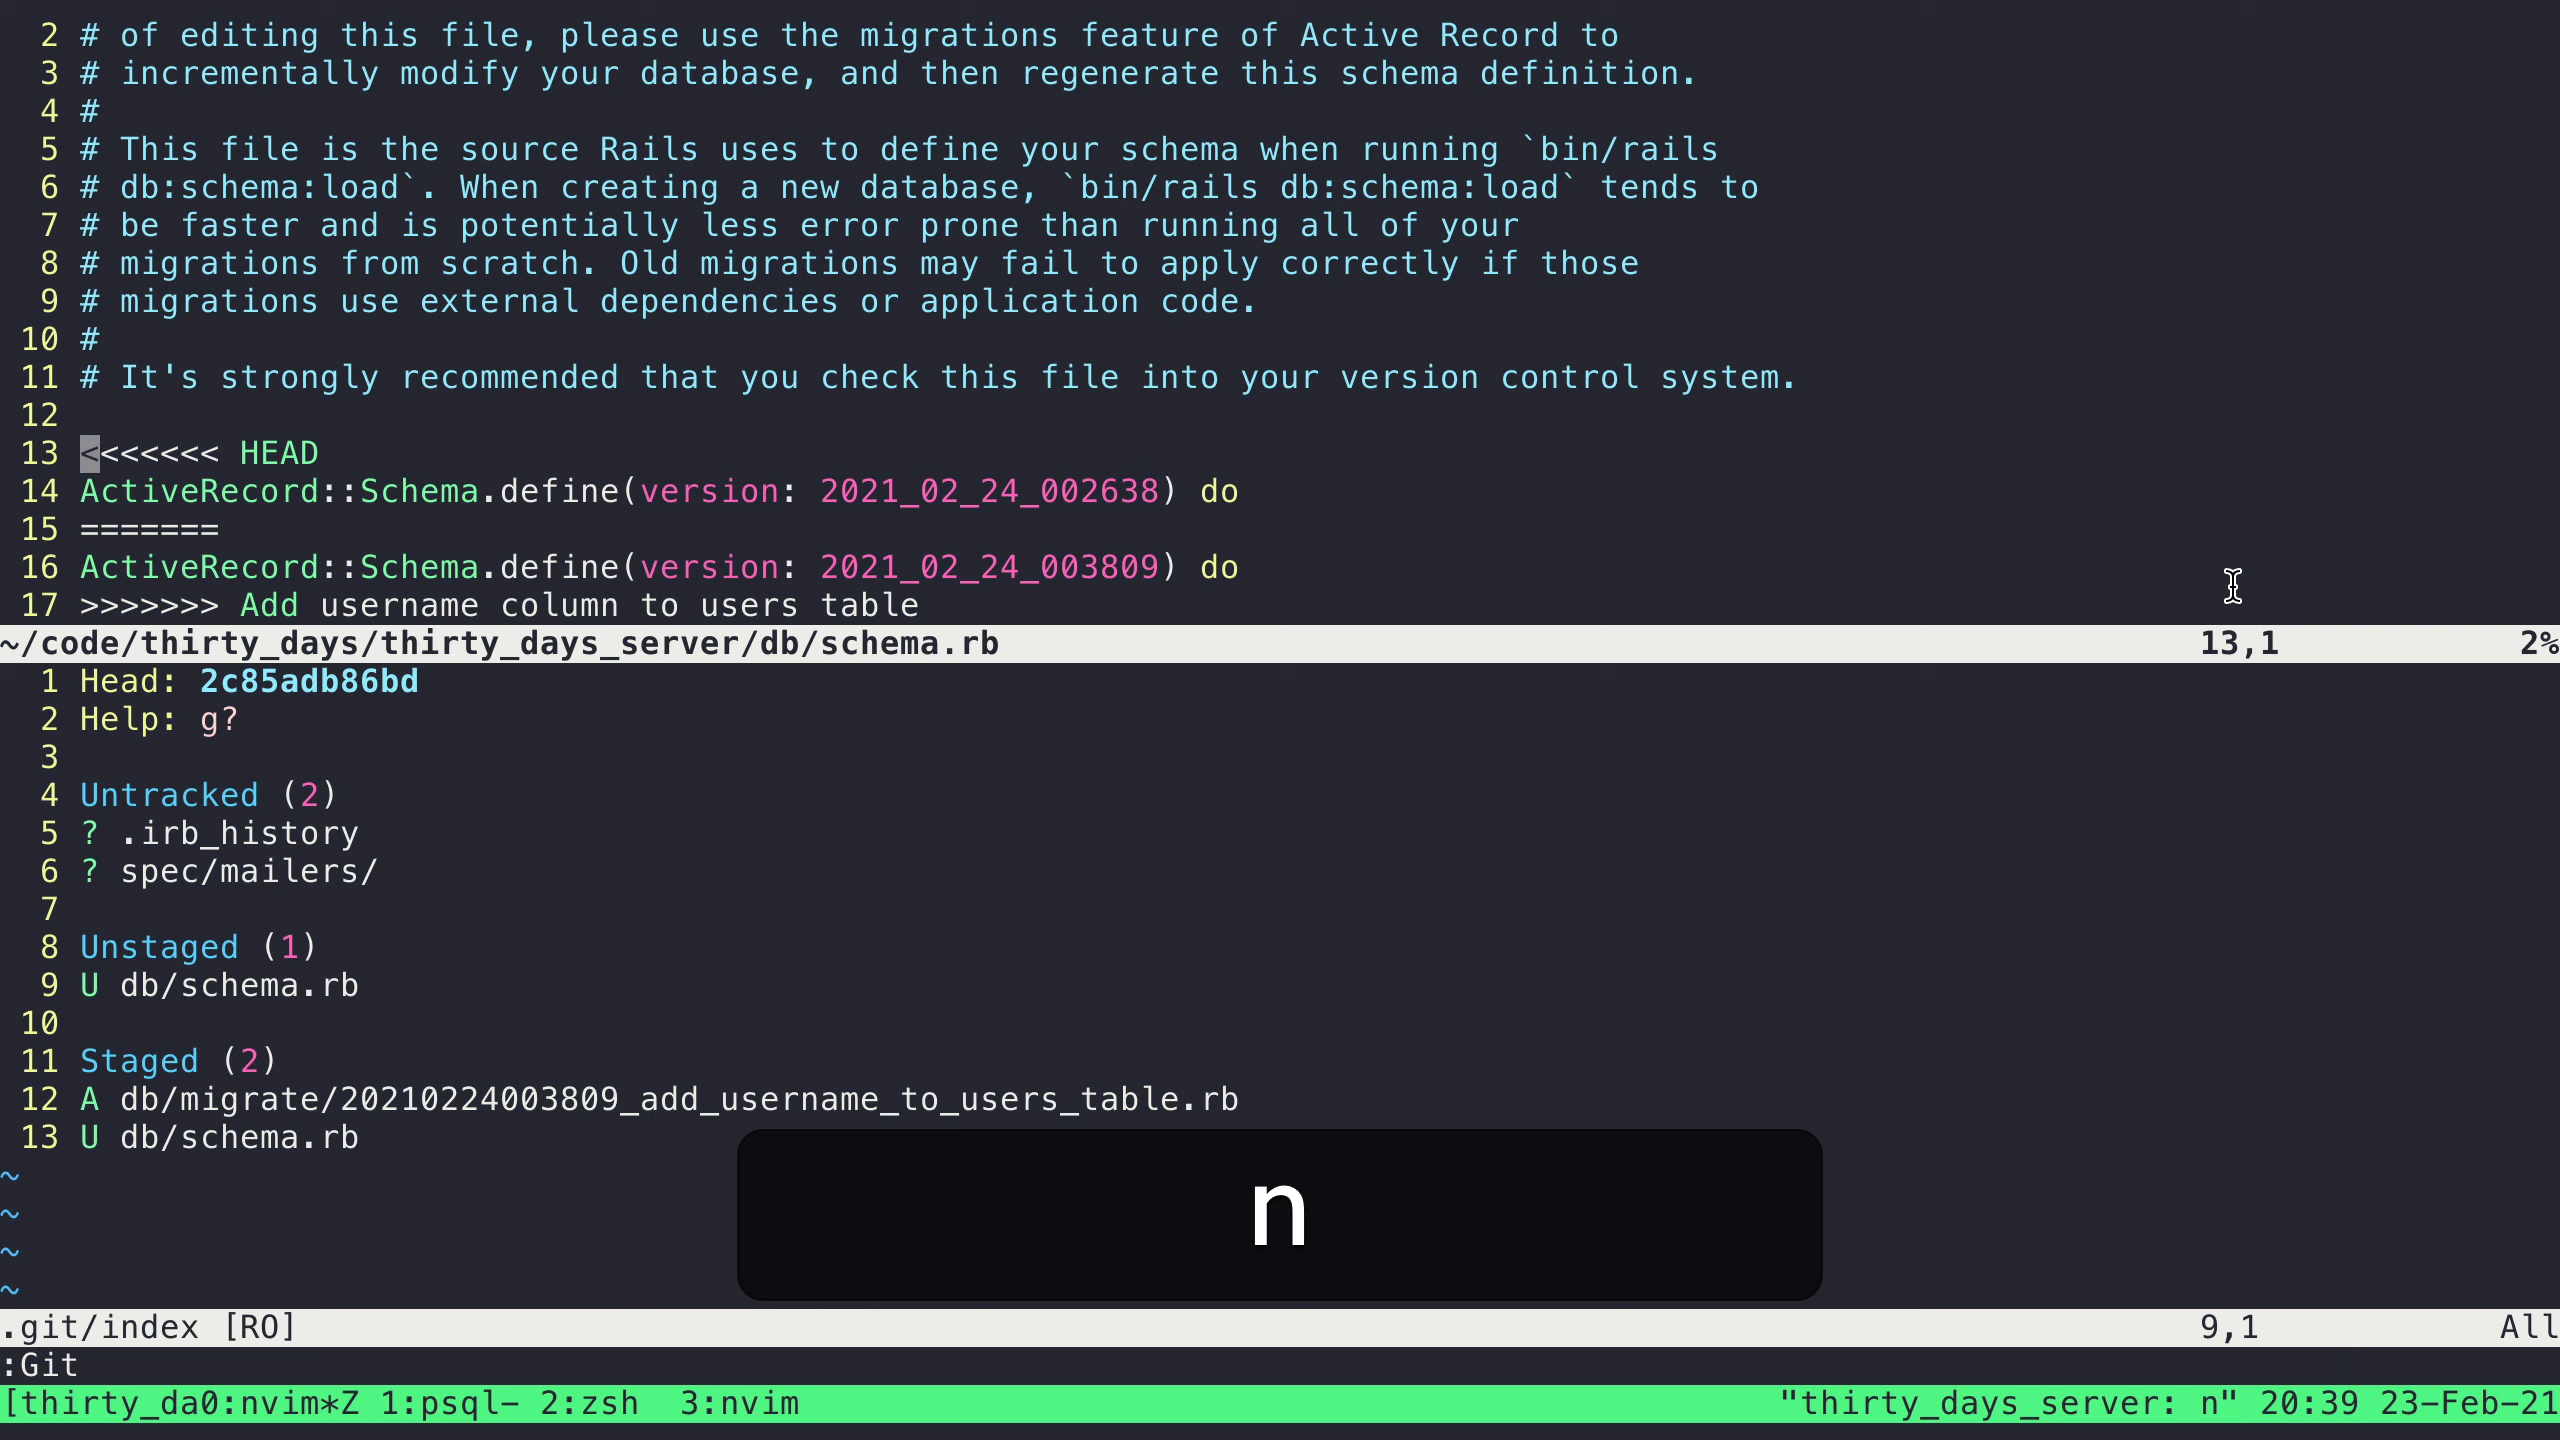 2 # of editing this file, please use the migrations feature of Active Record to
3 # incrementally modify your database, and then regenerate this schema definition.
4 #
5 # This file is the source Rails uses to define your schema when running `bin/rails
6 # db:schema:load`. When creating a new database, `bin/rails db:schema:load` tends to
7 # be faster and is potentially less error prone than running all of your
8 # migrations from scratch. Old migrations may fail to apply correctly if those
9 # migrations use external dependencies or application code.
10 #
11 # It's strongly recommended that you check this file into your version control system.
12
13 <<<<<<< HEAD
14 ActiveRecord::Schema.define(version: 2021_02_24_002638) do
15 =======
16 ActiveRecord::Schema.define(version: 2021_02_24_003809) do
17 >>>>>>> Add username column to users table
~/code/thirty_days/thirty_days_server/db/schema.rb 13,1 2%
1 Head: 2c85adb86bd
2 Help: g?
3
4 Untracked (2)
5 ? .irb_history
6 ? spec/mailers/
7
8 Unstaged (1)
9 U db/schema.rb
10
11 Staged (2)
12 A db/migrate/20210224003809_add_username_to_users_table.rb
13 U db/schema.rb
~
~
n
~
~
.git/index [RO] 9,1 All
:Git
[thirty_da0:nvim*Z 1:psql- 2:zsh  3:nvim "thirty_days_server: n" 20:39 23-Feb-21